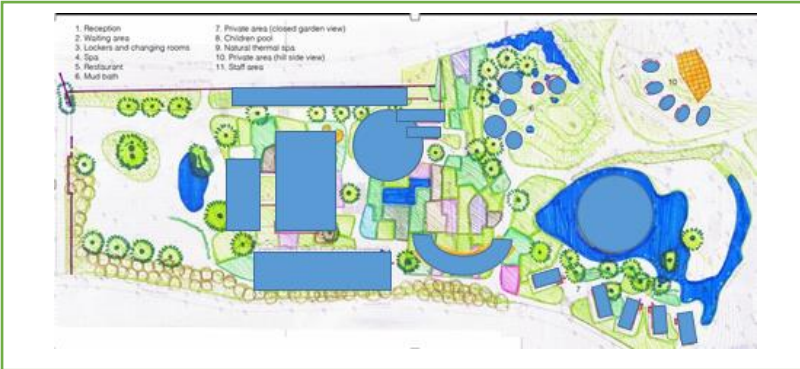 1. Reception
2. Waiting area
3. Lockers and changing rooms
4. Spa
5. Restaurant
6. Mud bath
7. Private area (closed garden view)
8. Children pool
9. Natural thermal spa
10. Private area (hill side view)
11. Staff area
10
6
7